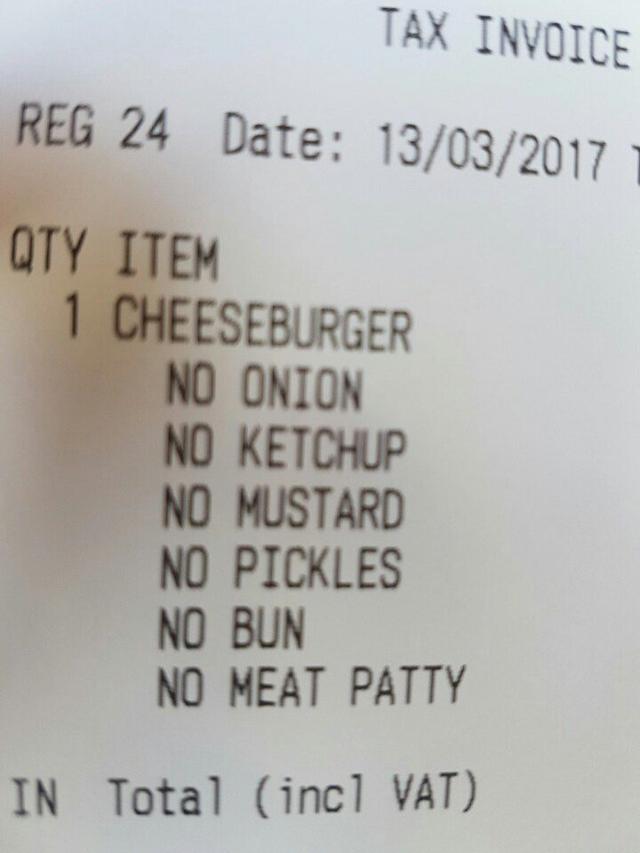 TAX INVOICE
REG 24 Date: 13/03/2017
QTY ITEM
1 CHEESEBURGER
NO ONION
NO KETCHUP
NO MUSTARD
NO PICKLES
NO BUN
NO MEAT PATTY
IN Total (incl VAT)